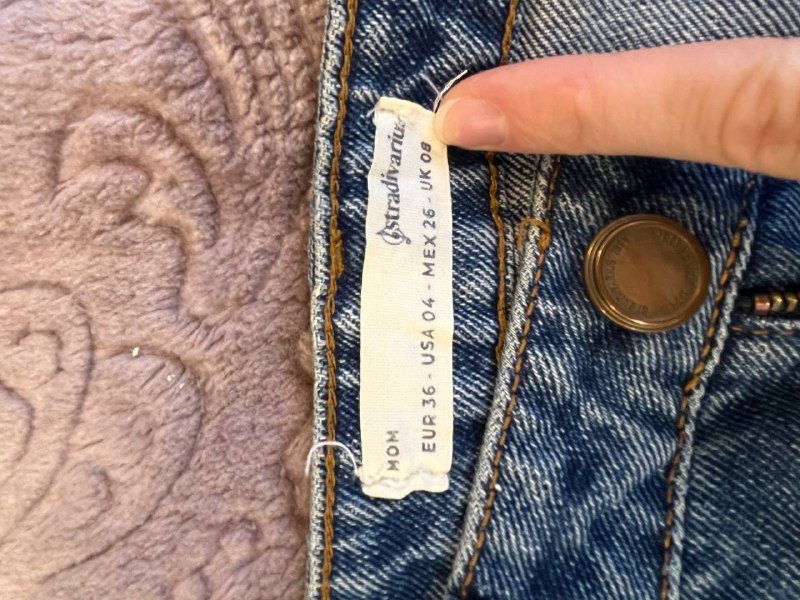 Stradivarius
MOM
EUR 36 - USA 04 - MEX 26 - UK 08